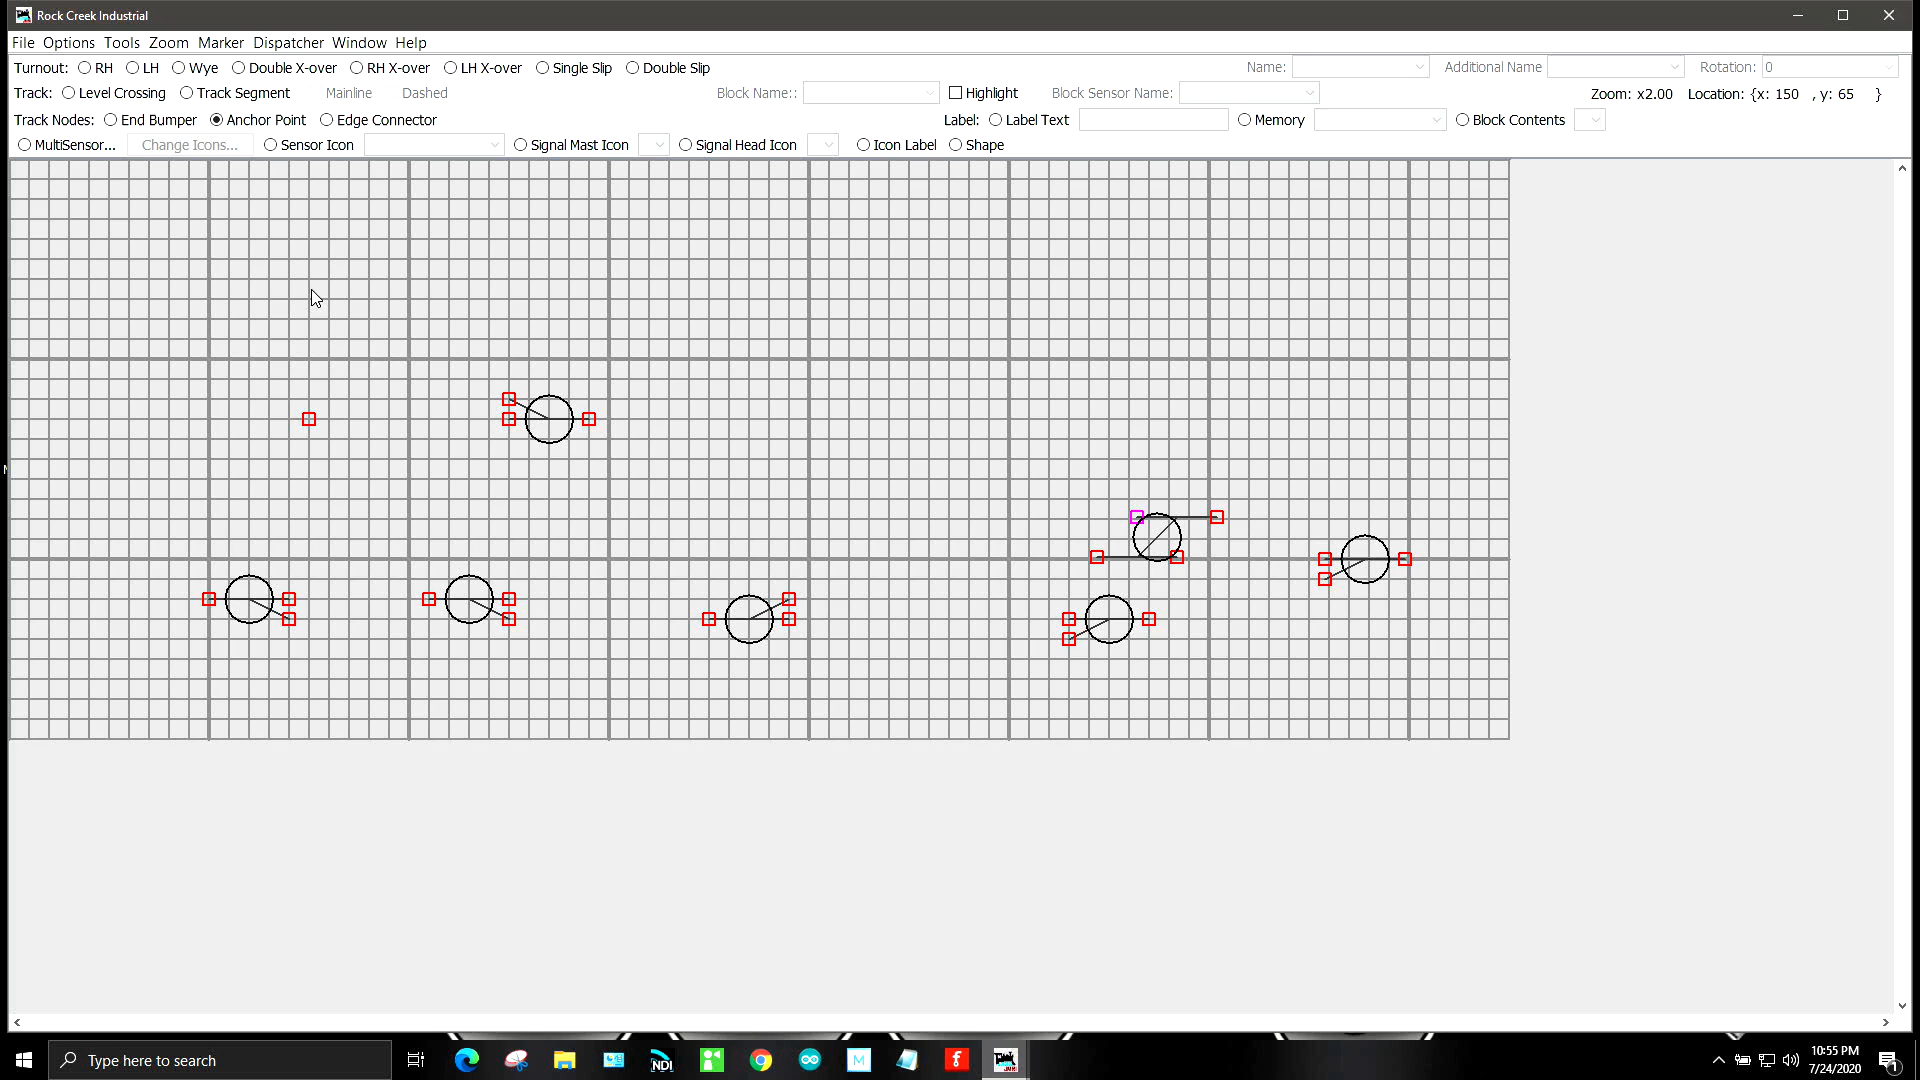 Rock Creek Industrial
File Options Tools Zoom Marker Dispatcher Window Help
Turnout: RH LH Wye Double X-over RH X-over LH X-over Single Slip Double Slip Name: Additional Name Rotation: 0
Track: Level Crossing Track Segment Mainline Dashed Block Name:: Highlight Block Sensor Name: Zoom: x2.00 Location: {x: 150 , y: 65 }
Track Nodes: End Bumper Anchor Point Edge Connector Label: Label Text Memory Block Contents
MultiSensor... Change Icons... Sensor Icon Signal Mast Icon Signal Head Icon Icon Label Shape
Type here to search
NDI
M
10:55 PM
7/24/2020
1